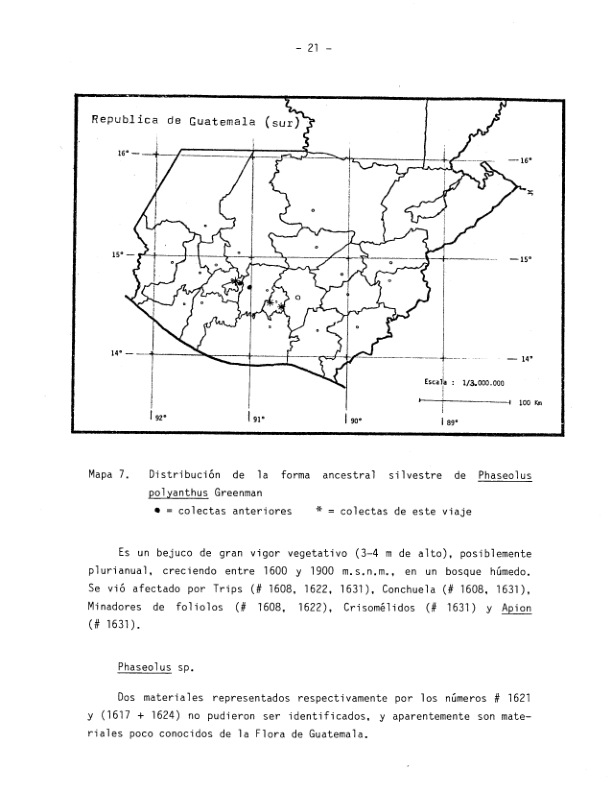 - 21 -
Republica de Guatemala (sur)
16° 16°
15° 15°
14° 14°
Escala : 1/3.000.000
100 Km
92° 91° 90° 89°
Mapa 7. Distribución de la forma ancestral silvestre de Phaseolus
polyanthus Greenman
● = colectas anteriores * = colectas de este viaje
Es un bejuco de gran vigor vegetativo (3-4 m de alto), posiblemente
plurianual, creciendo entre 1600 y 1900 m.s.n.m., en un bosque húmedo.
Se vió afectado por Trips (# 1608, 1622, 1631), Conchuela (# 1608, 1631),
Minadores de foliolos (# 1608, 1622), Crisomélidos (# 1631) y Apion
(# 1631).
Phaseolus sp.
Dos materiales representados respectivamente por los números # 1621
y (1617 + 1624) no pudieron ser identificados, y aparentemente son mate-
riales poco conocidos de la Flora de Guatemala.